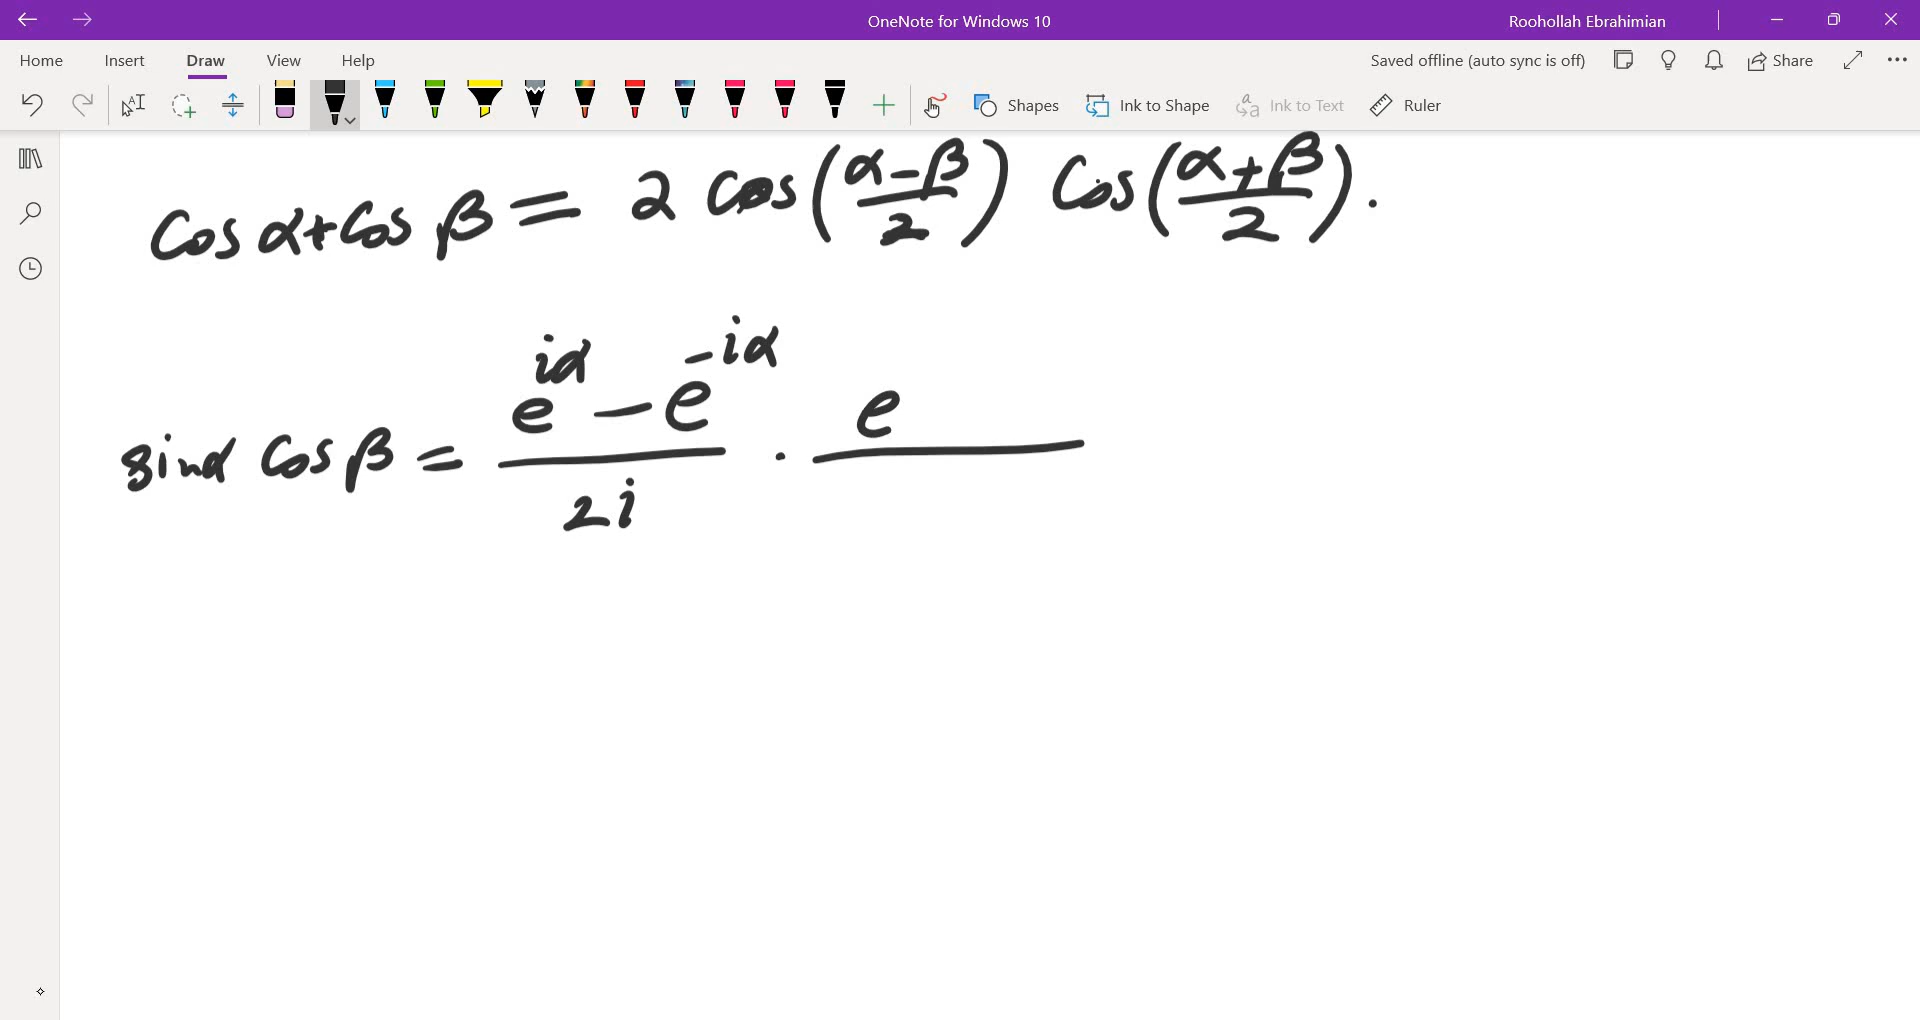 OneNote for Windows 10
Roohollah Ebrahimian
Home Insert Draw View Help
Saved offline (auto sync is off) Share
Shapes Ink to Shape Ink to Text Ruler
Cos α + Cos β = 2 Cos((α-β)/2) Cos((α+β)/2).
sin α Cos β = (e^{iα} - e^{-iα})/2i · e